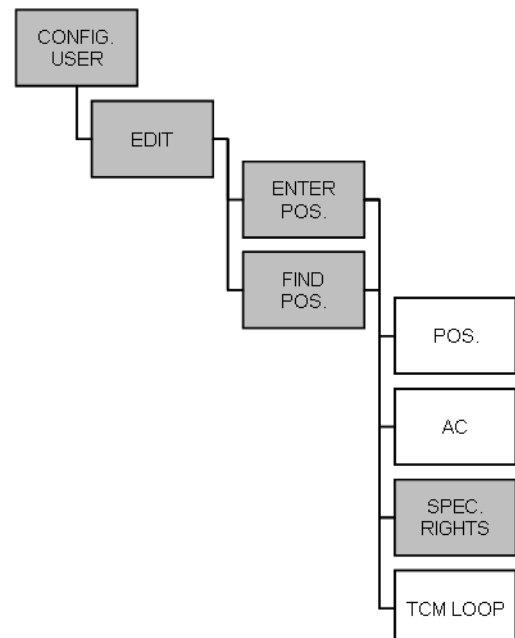 CONFIG.
USER
EDIT
ENTER
POS.
FIND
POS.
POS.
AC
SPEC.
RIGHTS
TCM LOOP